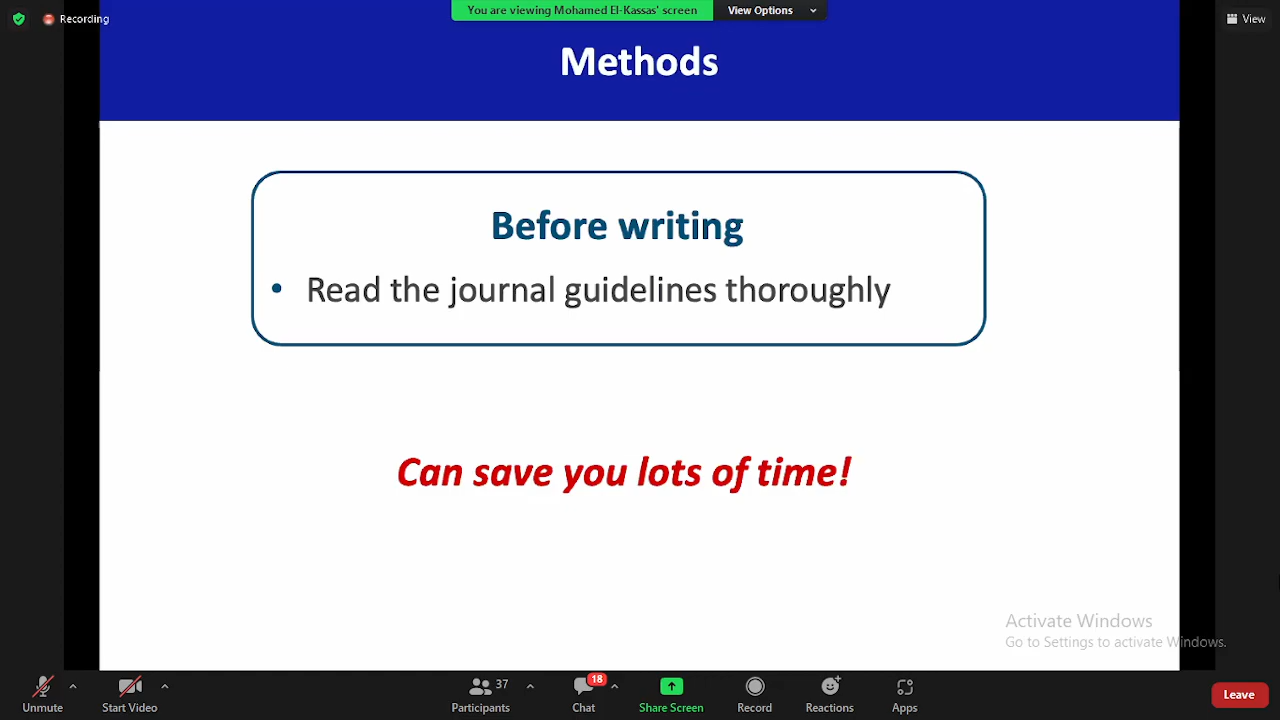 Recording
You are viewing Mohamed El-Kassas' screen
View Options
View
Methods
Before writing
• Read the journal guidelines thoroughly
Can save you lots of time!
Activate Windows
Go to Settings to activate Windows.
Unmute
Start Video
37
Participants
18
Chat
Share Screen
Record
Reactions
Apps
Leave